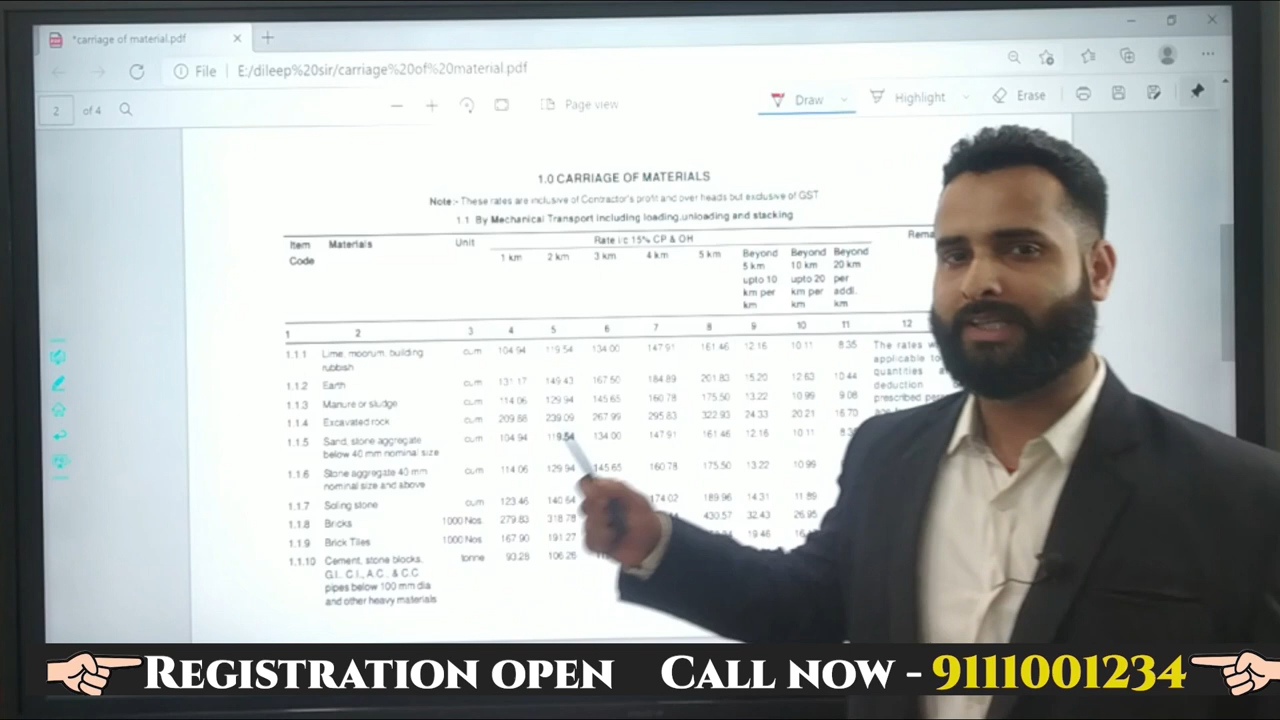 *carriage of material.pdf
File E:/dileep%20sir/carriage%20of%20material.pdf
2 of 4 Page view Draw Highlight Erase
1.0 CARRIAGE OF MATERIALS
Note:- These rates are inclusive of Contractor's profit and over heads but exclusive of GST
1.1 By Mechanical Transport including loading,unloading and stacking
Item Code Materials Unit Rate i/c 15% CP & OH
1 km 2 km 3 km 4 km 5 km Beyond 5 km upto 10 km per km Beyond 10 km upto 20 km per km Beyond 20 km per addl. km
1 2 3 4 5 6 7 8 9 10 11 12
1.1.1 Lime, moorum, building rubbish cum 104.94 119.54 134.00 147.91 161.46 12.16 10.11 8.35
1.1.2 Earth cum 131.17 149.43 167.50 184.89 201.83 15.20 12.63 10.44
1.1.3 Manure or sludge cum 114.06 129.94 145.65 160.78 175.50 13.22 10.99 9.08
1.1.4 Excavated rock cum 209.88 239.09 267.99 295.83 322.93 24.33 20.21 16.70
1.1.5 Sand, stone aggregate below 40 mm nominal size cum 104.94 119.54 134.00 147.91 161.46 12.16 10.11
1.1.6 Stone aggregate 40 mm nominal size and above cum 114.06 129.94 145.65 160.78 175.50 13.22 10.99
1.1.7 Soling stone cum 123.46 140.64 174.02 189.96 14.31 11.89
1.1.8 Bricks 1000 Nos 279.83 318.78 430.57 32.43 26.95
1.1.9 Brick Tiles 1000 Nos 167.90 191.27 19.46
1.1.10 Cement, stone blocks, G.I., C.I., A.C., & C.C pipes below 100 mm dia and other heavy materials tonne 93.28 106.26
The rates
applicable to
quantities
deduction
prescribed
REGISTRATION OPEN CALL NOW - 9111001234